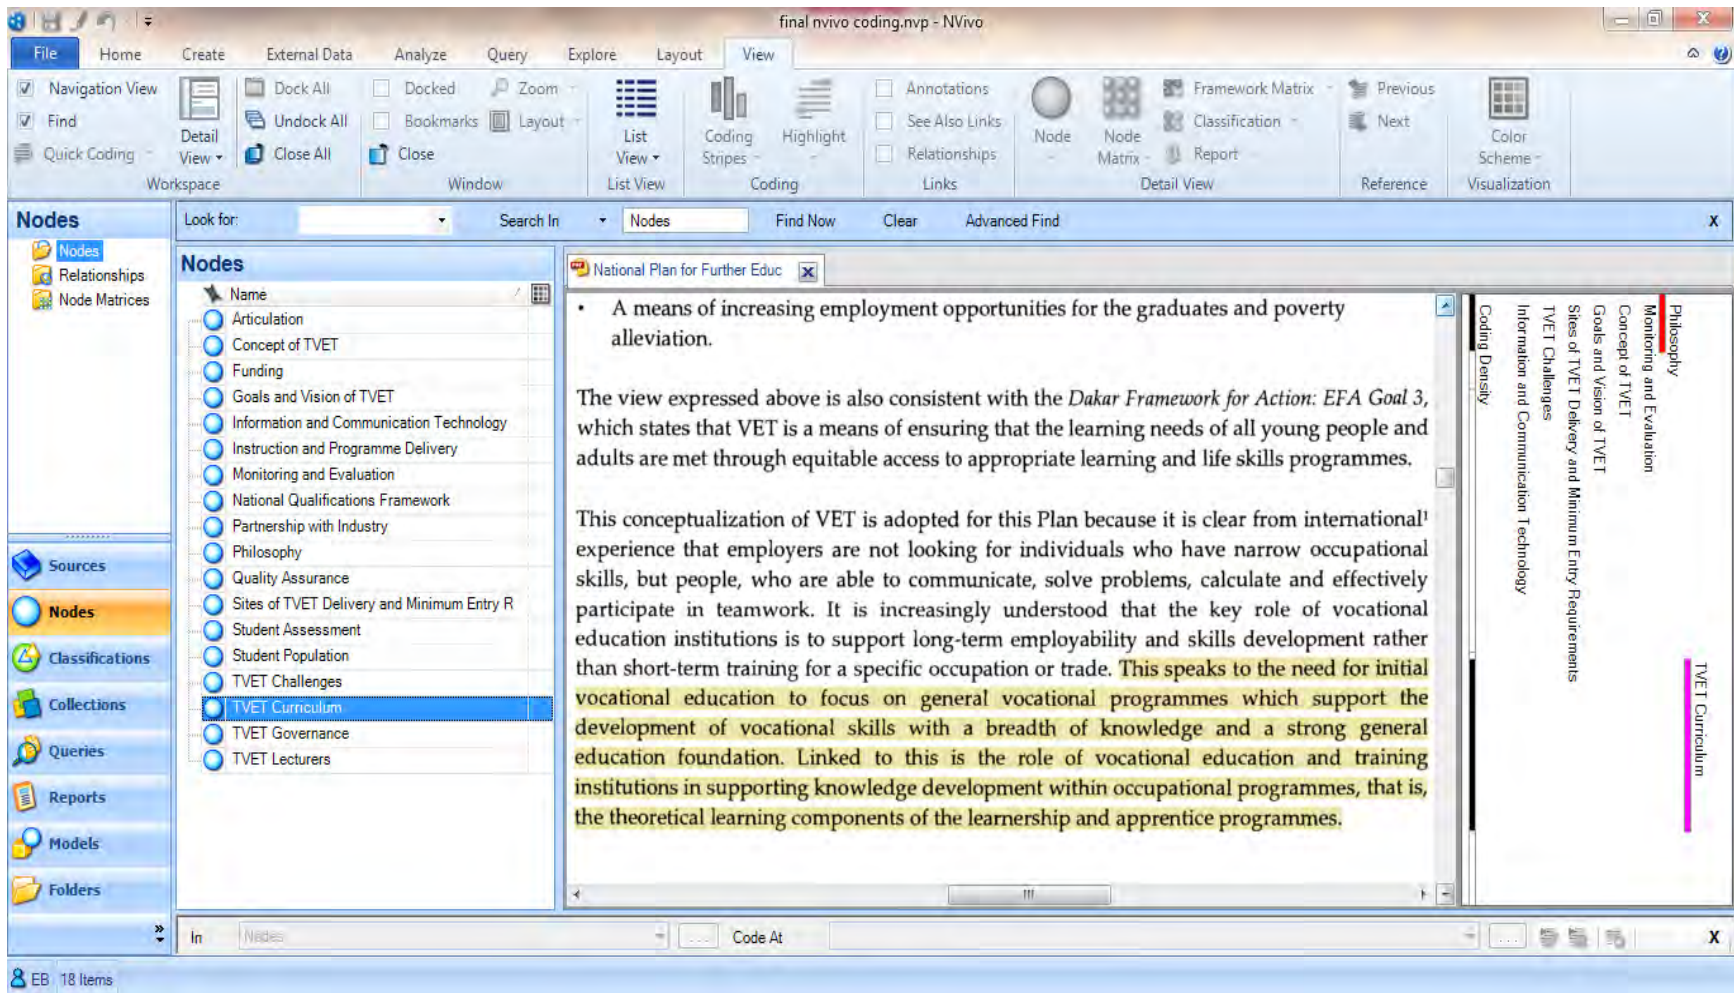 final nvivo coding.nvp - NVivo
File Home Create External Data Analyze Query Explore Layout View
Navigation View
Find
Quick Coding
Detail View
Workspace
Dock All
Undock All
Close All
Docked
Bookmarks
Close
Zoom
Layout
Window
List View
List View
Coding Stripes
Highlight
Coding
Annotations
See Also Links
Relationships
Links
Node
Node Matrix
Framework Matrix
Classification
Report
Detail View
Previous
Next
Reference
Color Scheme
Visualization
Look for: Search In Nodes Find Now Clear Advanced Find X
Nodes
Nodes
Relationships
Node Matrices
Sources
Nodes
Classifications
Collections
Queries
Reports
Models
Folders
Nodes
Name
Articulation
Concept of TVET
Funding
Goals and Vision of TVET
Information and Communication Technology
Instruction and Programme Delivery
Monitoring and Evaluation
National Qualifications Framework
Partnership with Industry
Philosophy
Quality Assurance
Sites of TVET Delivery and Minimum Entry R
Student Assessment
Student Population
TVET Challenges
TVET Curriculum
TVET Governance
TVET Lecturers
National Plan for Further Educ
• A means of increasing employment opportunities for the graduates and poverty
alleviation.
The view expressed above is also consistent with the Dakar Framework for Action: EFA Goal 3,
which states that VET is a means of ensuring that the learning needs of all young people and
adults are met through equitable access to appropriate learning and life skills programmes.
This conceptualization of VET is adopted for this Plan because it is clear from international¹
experience that employers are not looking for individuals who have narrow occupational
skills, but people, who are able to communicate, solve problems, calculate and effectively
participate in teamwork. It is increasingly understood that the key role of vocational
education institutions is to support long-term employability and skills development rather
than short-term training for a specific occupation or trade. This speaks to the need for initial
vocational education to focus on general vocational programmes which support the
development of vocational skills with a breadth of knowledge and a strong general
education foundation. Linked to this is the role of vocational education and training
institutions in supporting knowledge development within occupational programmes, that is,
the theoretical learning components of the learnership and apprentice programmes.
Coding Density
Information and Communication Technology
TVET Challenges
Sites of TVET Delivery and Minimum Entry Requirements
Goals and Vision of TVET
Concept of TVET
Monitoring and Evaluation
Philosophy
TVET Curriculum
In Nodes ... Code At ... X
EB 18 Items